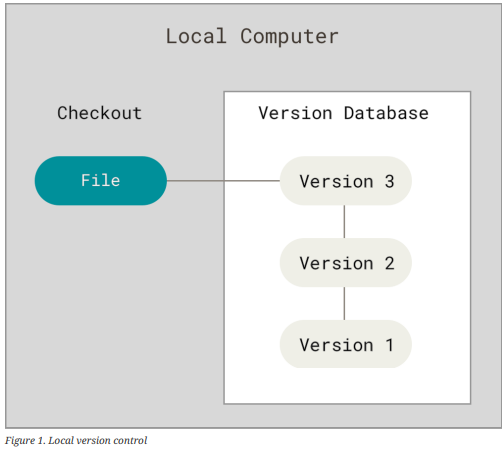 Local Computer
Checkout
Version Database
File
Version 3
Version 2
Version 1
Figure 1. Local version control